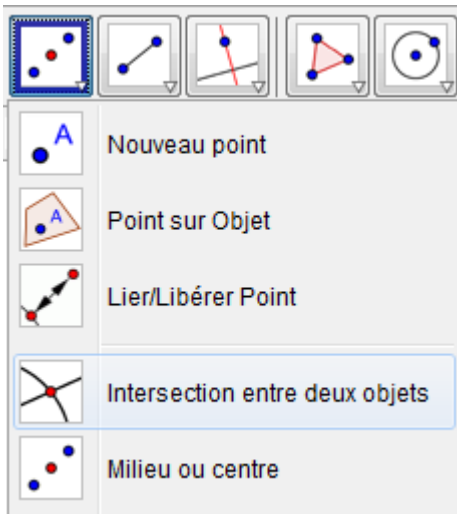 A
Nouveau point
A
Point sur Objet
Lier/Libérer Point
Intersection entre deux objets
Milieu ou centre